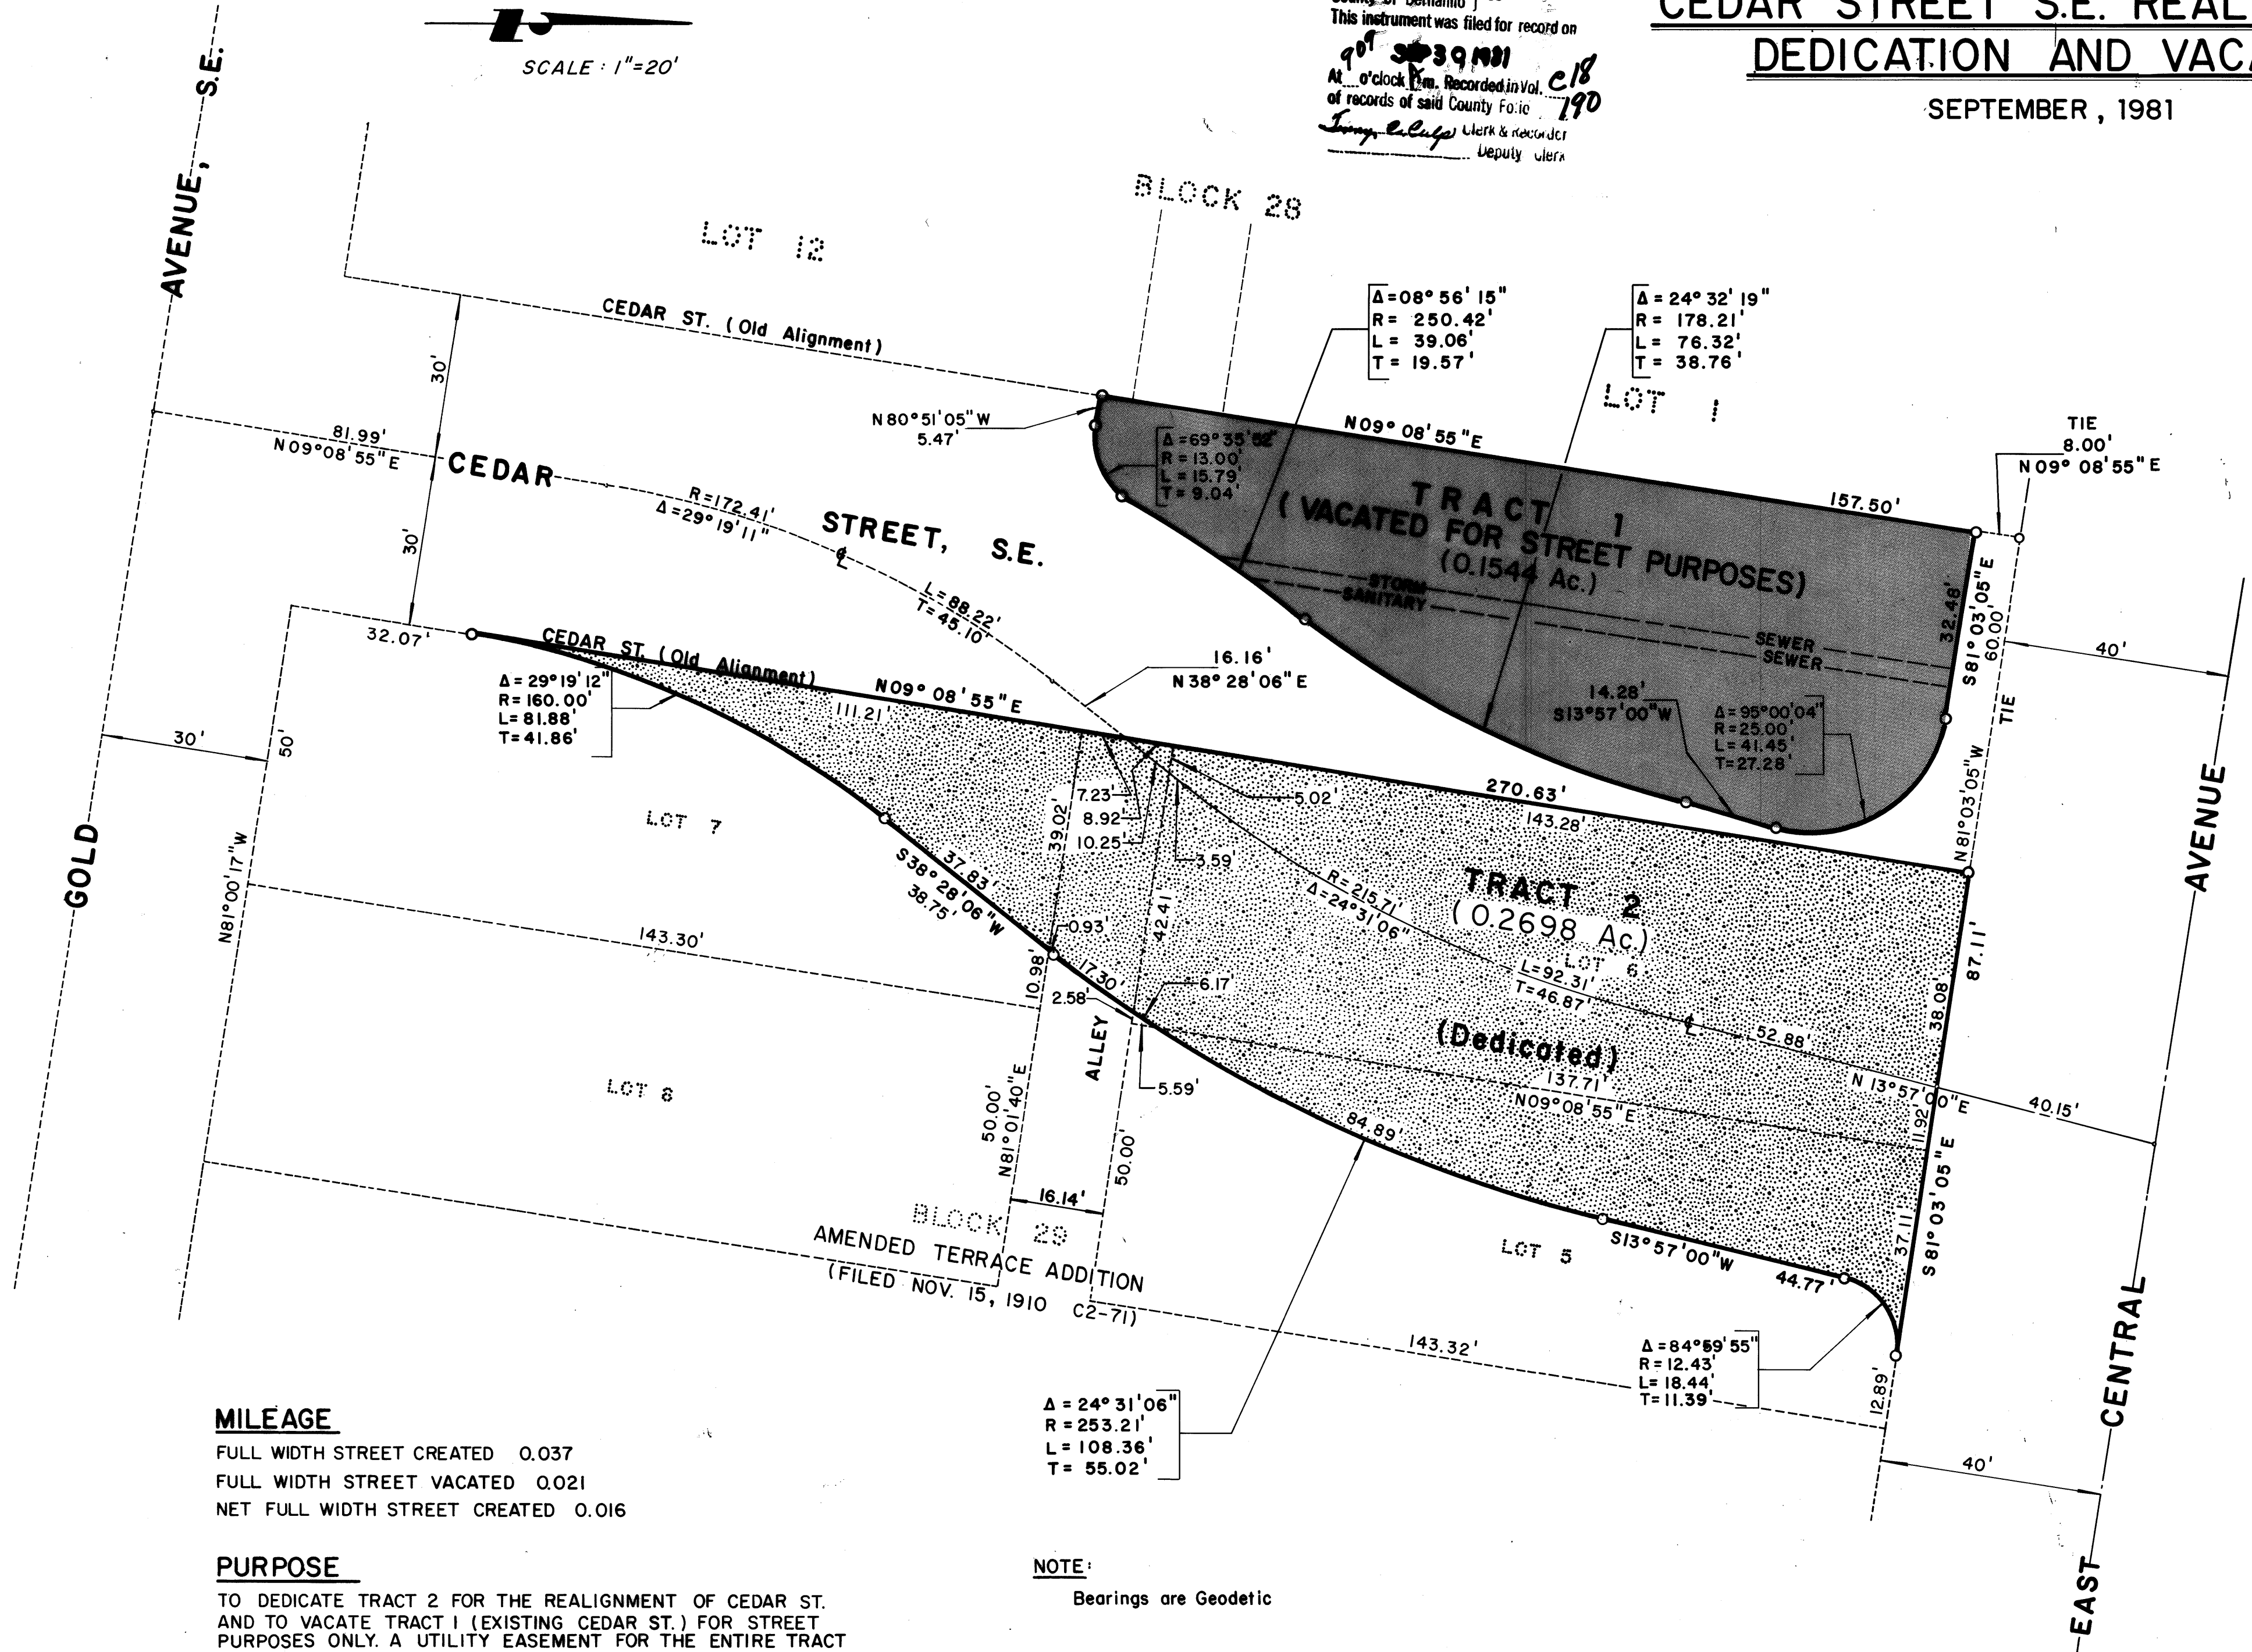 SCALE : 1"=20'
This instrument was filed for record on
SEP 30 1981
At o'clock m. Recorded in Vol. C18
of records of said County Folio 190
Clerk & Recorder
Deputy Clerk
CEDAR STREET S.E. REAL
DEDICATION AND VACA
SEPTEMBER, 1981
AVENUE, S.E.
GOLD
BLOCK 28
LOT 12
CEDAR ST. (Old Alignment)
30'
30'
81.99'
N09°08'55"E
CEDAR
STREET, S.E.
R=172.41'
Δ=29°19'11"
L=88.22'
T=45.10'
16.16'
N38°28'06"E
N80°51'05"W
5.47'
Δ=69°35'52"
R=13.00'
L=15.79'
T=9.04'
Δ=08°56'15"
R= 250.42'
L= 39.06'
T= 19.57'
Δ=24°32'19"
R= 178.21'
L= 76.32'
T= 38.76'
LOT 1
N09°08'55"E
157.50'
TIE
8.00'
N09°08'55"E
TRACT 1
(VACATED FOR STREET PURPOSES)
(0.1544 Ac.)
STORM
SANITARY
SEWER
SEWER
32.48'
S81°03'05"E
60.00'
TIE
N81°03'05"W
40'
14.28'
S13°57'00"W
Δ=95°00'04"
R=25.00'
L=41.45'
T=27.28'
32.07'
CEDAR ST. (Old Alignment)
Δ=29°19'12"
R=160.00'
L=81.88'
T=41.86'
N09°08'55"E
111.21'
270.63'
143.28'
30'
50'
N81°00'17"W
LOT 7
37.83'
S38°28'06"W
38.75'
39.02'
7.23'
8.92'
10.25'
5.02'
3.59'
42.41
0.93'
10.98'
17.30'
2.58'
6.17'
5.59'
R=215.71'
Δ=24°31'06"
L=92.31'
T=46.87'
TRACT 2
(0.2698 Ac.)
LOT 6
(Dedicated)
52.88'
N13°57'00"E
40.15'
137.71'
N09°08'55"E
87.11'
38.08'
11.92'
37.11'
S81°03'05"E
143.30'
LOT 8
ALLEY
50.00'
N81°01'40"E
50.00'
16.14'
84.89'
LOT 5
S13°57'00"W
44.77'
BLOCK 29
AMENDED TERRACE ADDITION
(FILED NOV. 15, 1910 C2-71)
143.32'
Δ=84°59'55"
R=12.43'
L=18.44'
T=11.39'
12.89'
40'
Δ=24°31'06"
R=253.21'
L=108.36'
T= 55.02'
AVENUE
CENTRAL
EAST
MILEAGE
FULL WIDTH STREET CREATED 0.037
FULL WIDTH STREET VACATED 0.021
NET FULL WIDTH STREET CREATED 0.016
PURPOSE
TO DEDICATE TRACT 2 FOR THE REALIGNMENT OF CEDAR ST.
AND TO VACATE TRACT 1 (EXISTING CEDAR ST.) FOR STREET
PURPOSES ONLY. A UTILITY EASEMENT FOR THE ENTIRE TRACT
NOTE:
Bearings are Geodetic